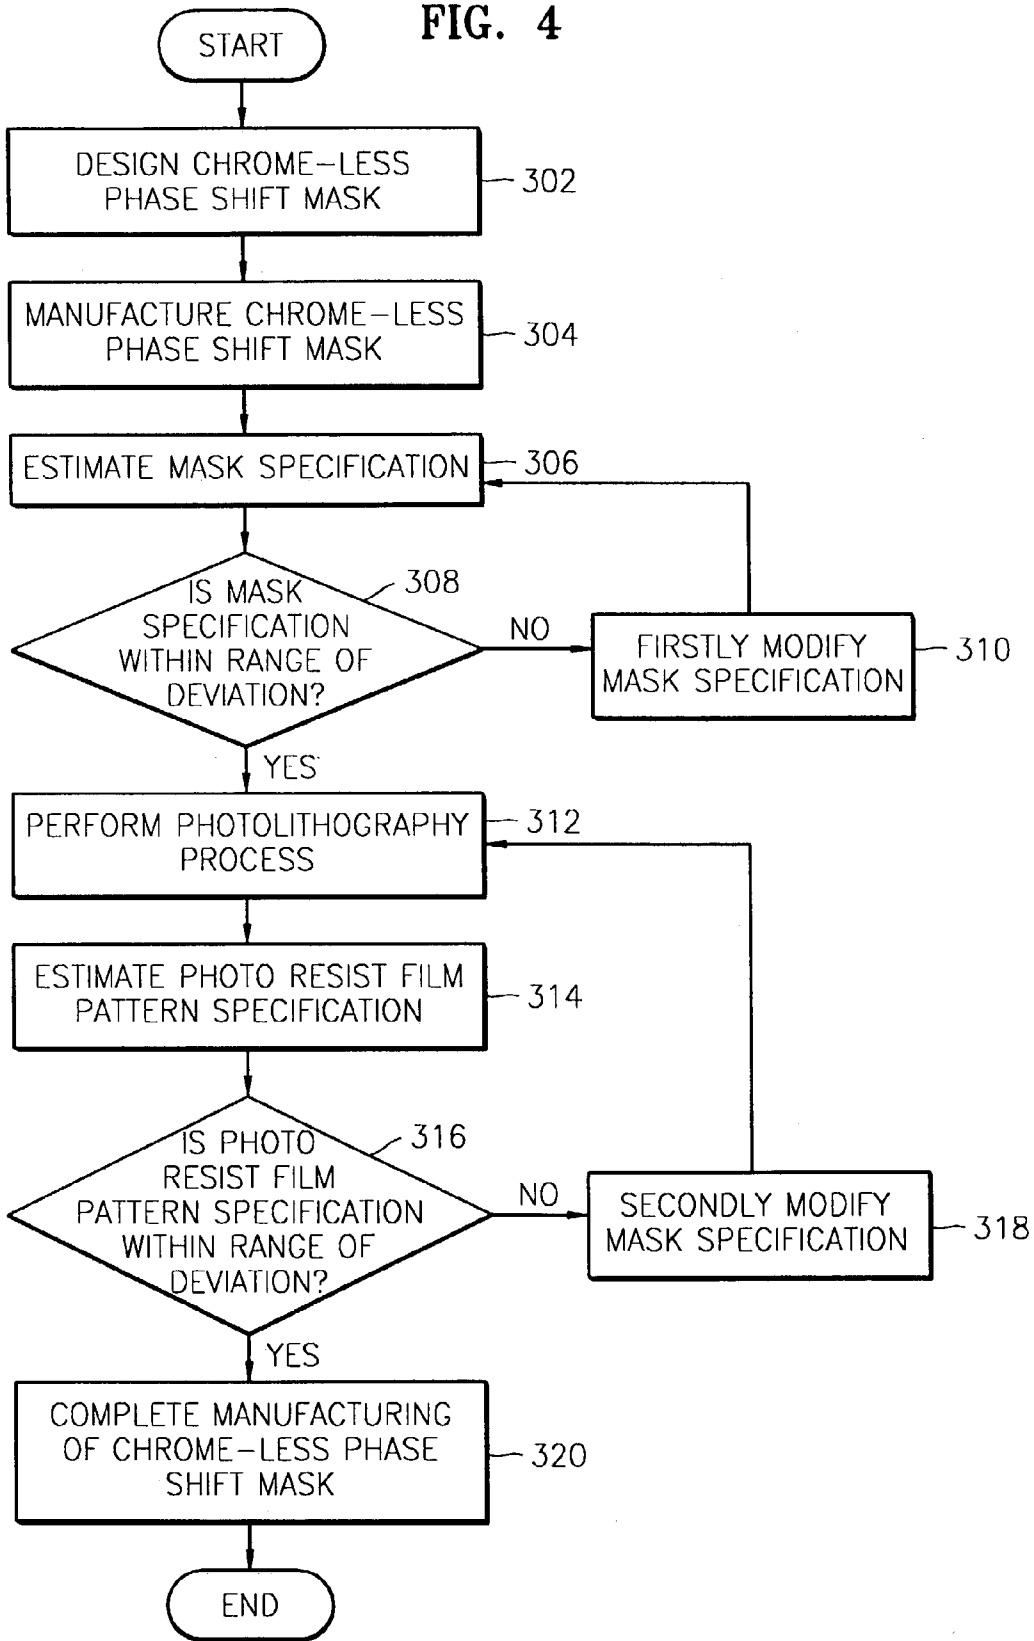 FIG. 4
START
DESIGN CHROME-LESS
PHASE SHIFT MASK
302
MANUFACTURE CHROME-LESS
PHASE SHIFT MASK
304
ESTIMATE MASK SPECIFICATION
306
IS MASK
SPECIFICATION
WITHIN RANGE OF
DEVIATION?
308
NO
FIRSTLY MODIFY
MASK SPECIFICATION
310
YES
PERFORM PHOTOLITHOGRAPHY
PROCESS
312
ESTIMATE PHOTO RESIST FILM
PATTERN SPECIFICATION
314
IS PHOTO
RESIST FILM
PATTERN SPECIFICATION
WITHIN RANGE OF
DEVIATION?
316
NO
SECONDLY MODIFY
MASK SPECIFICATION
318
YES
COMPLETE MANUFACTURING
OF CHROME-LESS PHASE
SHIFT MASK
320
END